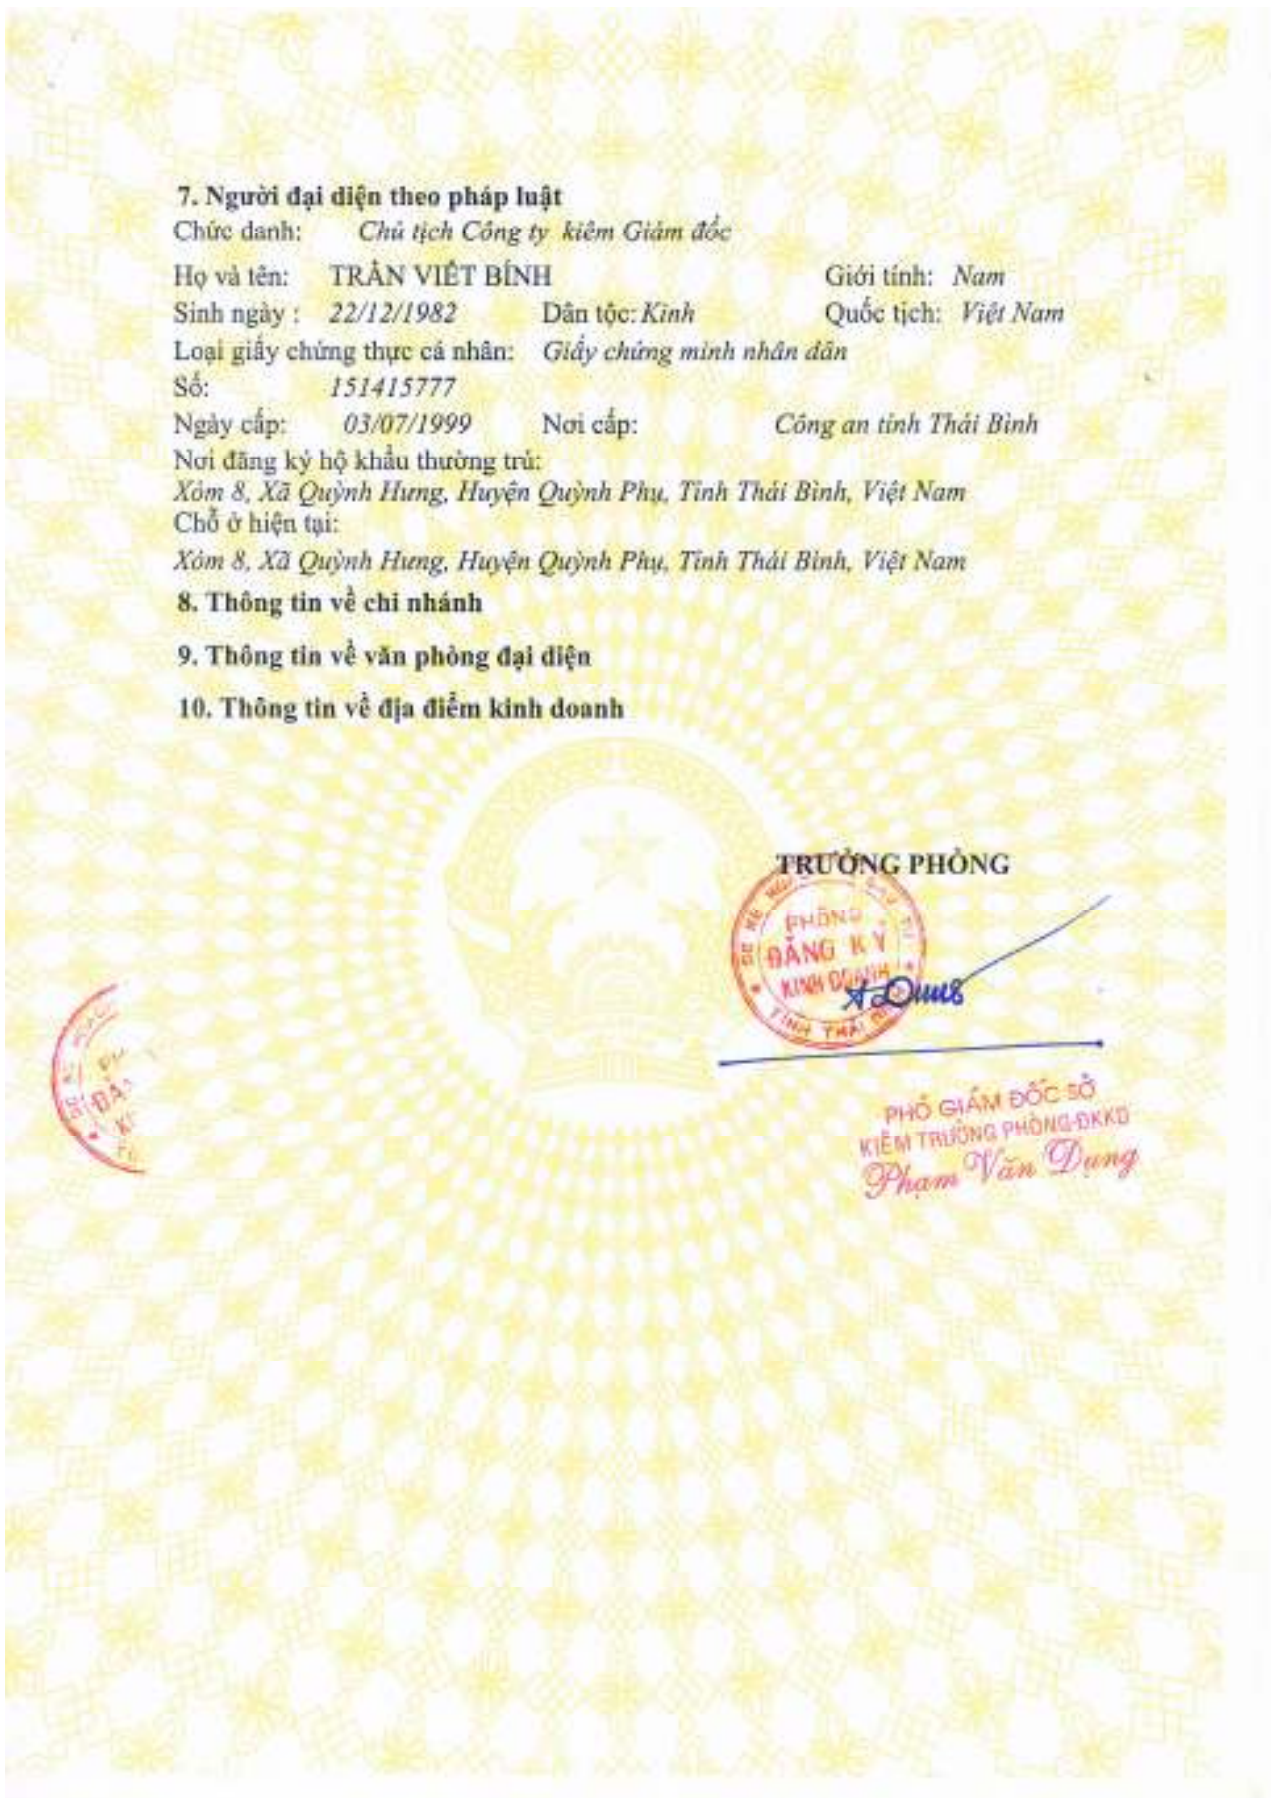 7. Người đại diện theo pháp luật
Chức danh: Chủ tịch Công ty kiêm Giám đốc
Họ và tên: TRẦN VIẾT BÍNH Giới tính: Nam
Sinh ngày : 22/12/1982 Dân tộc: Kinh Quốc tịch: Việt Nam
Loại giấy chứng thực cá nhân: Giấy chứng minh nhân dân
Số: 151415777
Ngày cấp: 03/07/1999 Nơi cấp: Công an tỉnh Thái Bình
Nơi đăng ký hộ khẩu thường trú:
Xóm 8, Xã Quỳnh Hưng, Huyện Quỳnh Phụ, Tỉnh Thái Bình, Việt Nam
Chỗ ở hiện tại:
Xóm 8, Xã Quỳnh Hưng, Huyện Quỳnh Phụ, Tỉnh Thái Bình, Việt Nam
8. Thông tin về chi nhánh
9. Thông tin về văn phòng đại diện
10. Thông tin về địa điểm kinh doanh
TRƯỞNG PHÒNG
PHÒNG
ĐĂNG KÝ
KINH DOANH
TỈNH THÁI
PHÓ GIÁM ĐỐC SỞ
KIÊM TRƯỞNG PHÒNG-ĐKKD
Phạm Văn Dụng